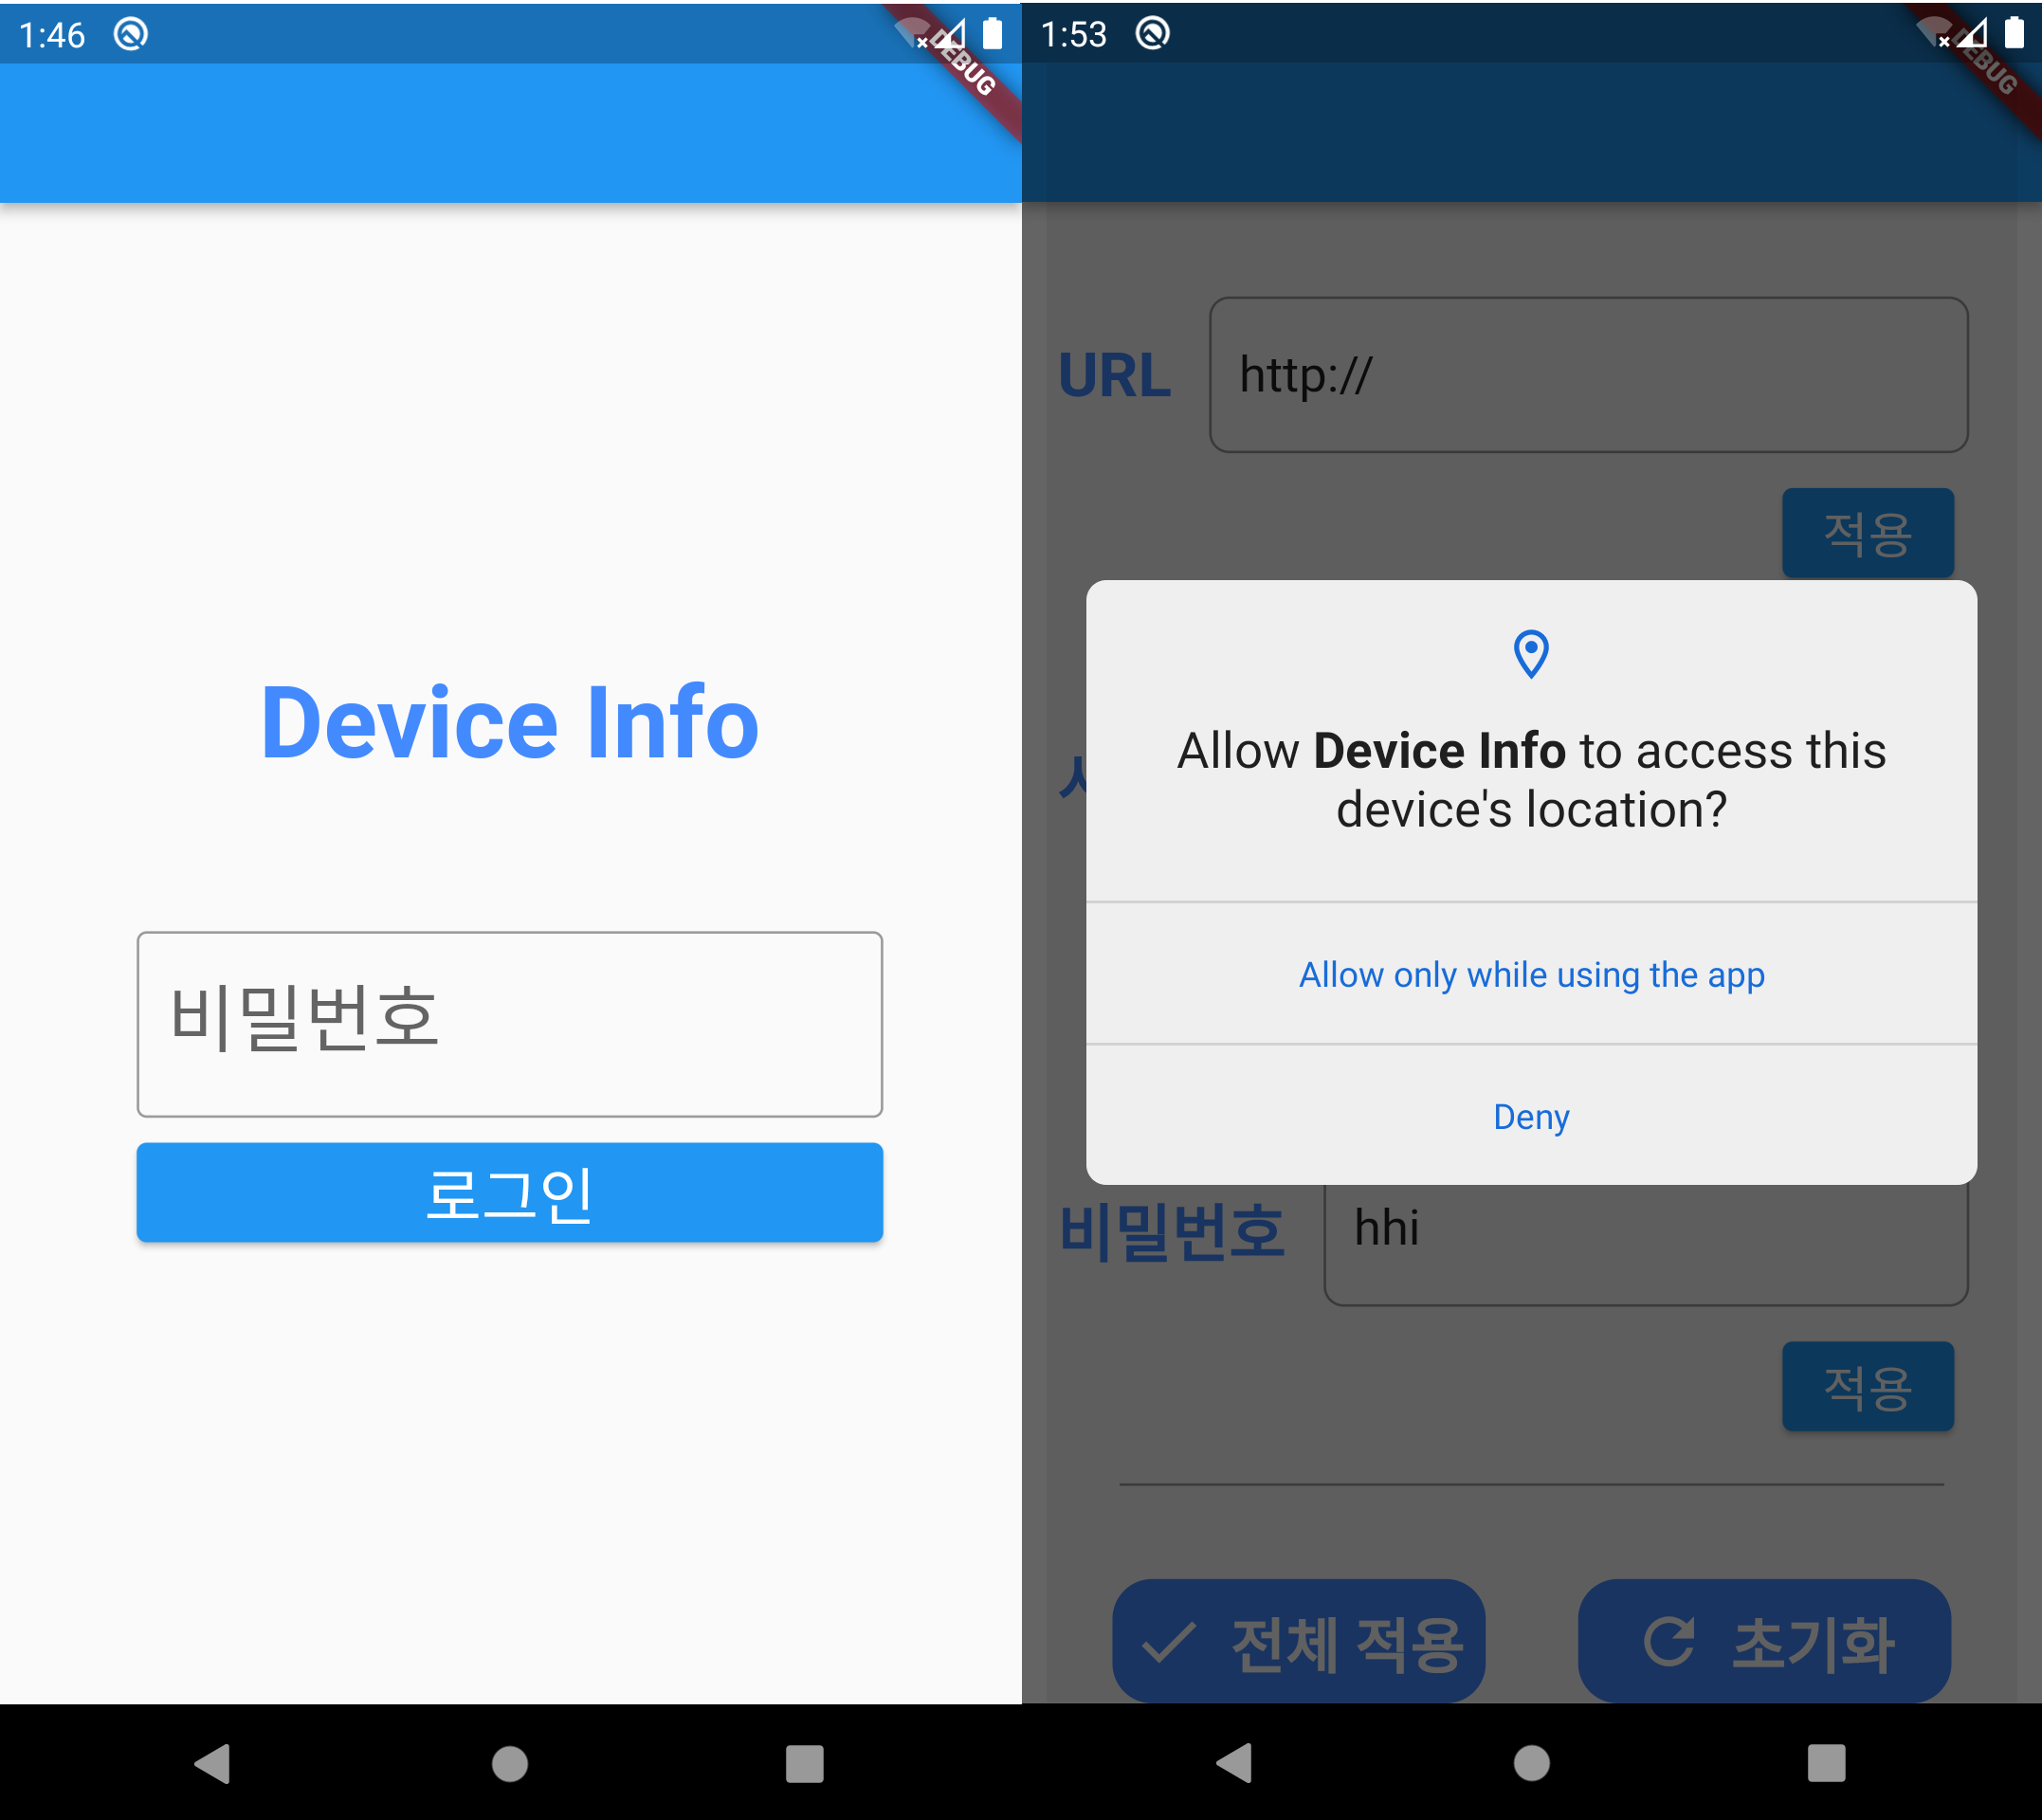 1:46
DEBUG
Device Info
비밀번호
로그인
1:53
DEBUG
URL
http://
적용
Allow Device Info to access this
device's location?
Allow only while using the app
Deny
비밀번호
hhi
적용
전체 적용
초기화